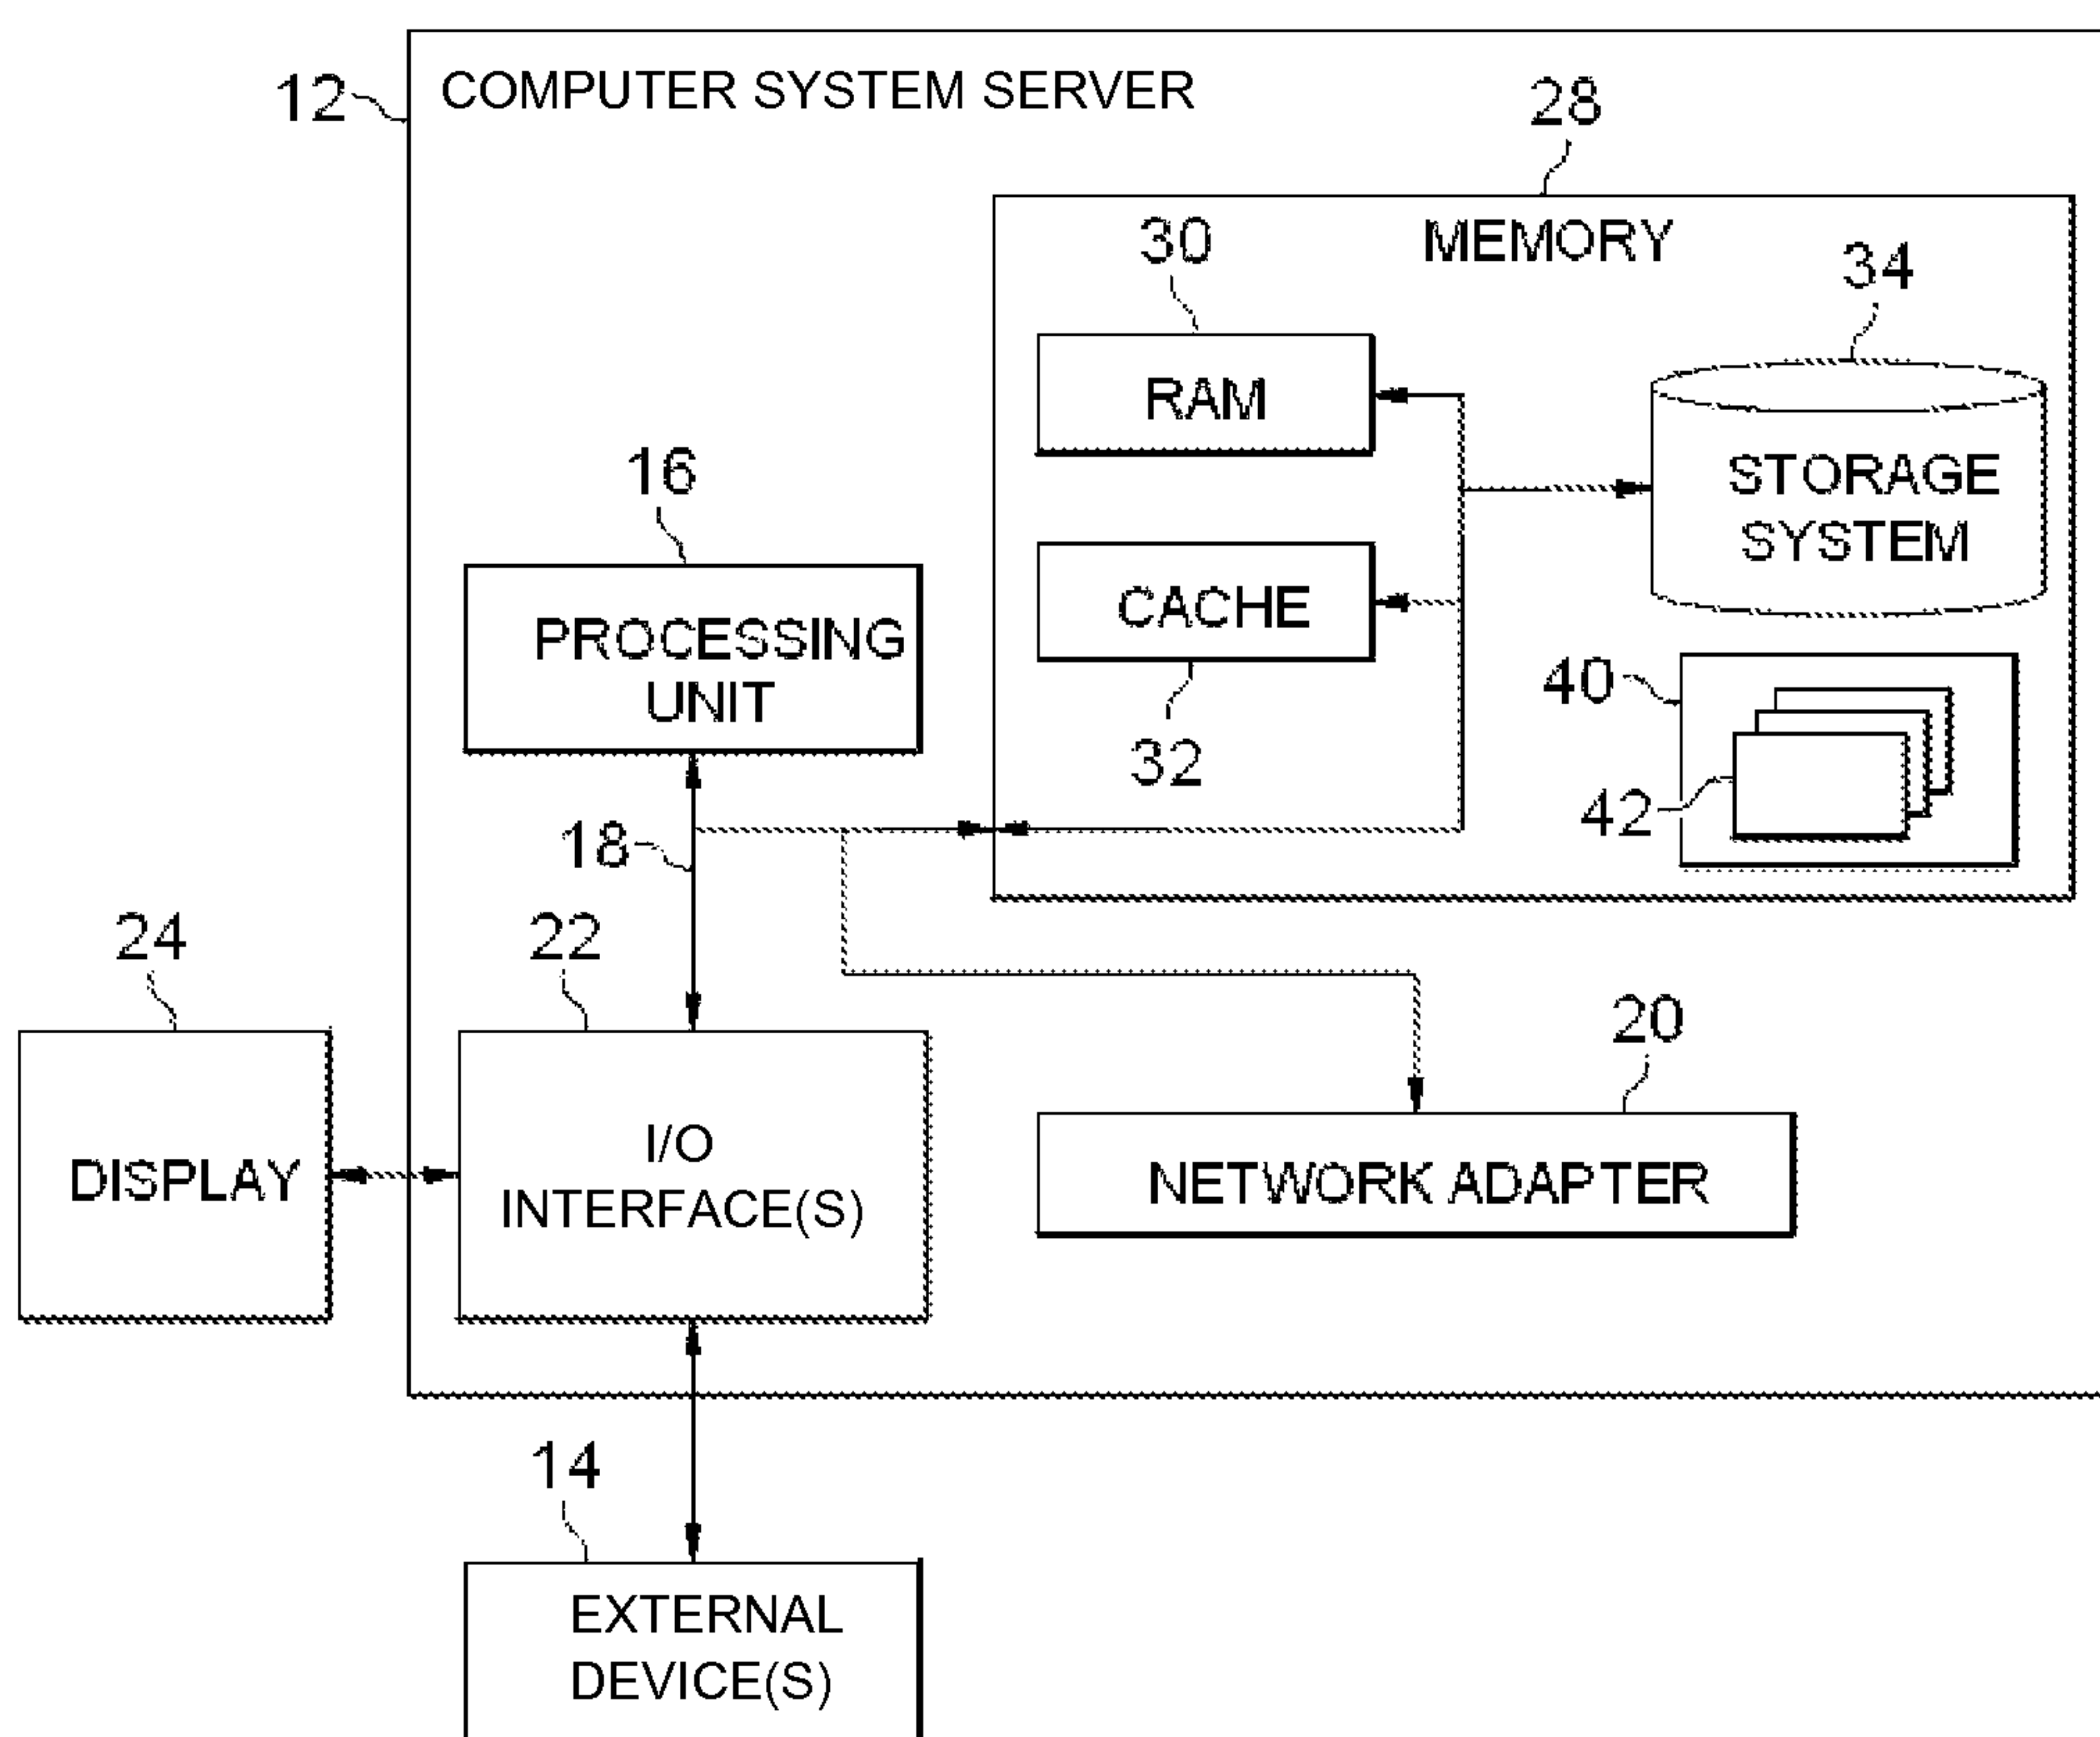 12
COMPUTER SYSTEM SERVER
28
MEMORY
30
34
RAM
STORAGE
SYSTEM
16
PROCESSING
UNIT
CACHE
32
40
42
18
24
22
20
DISPLAY
I/O
INTERFACE(S)
NETWORK ADAPTER
14
EXTERNAL
DEVICE(S)